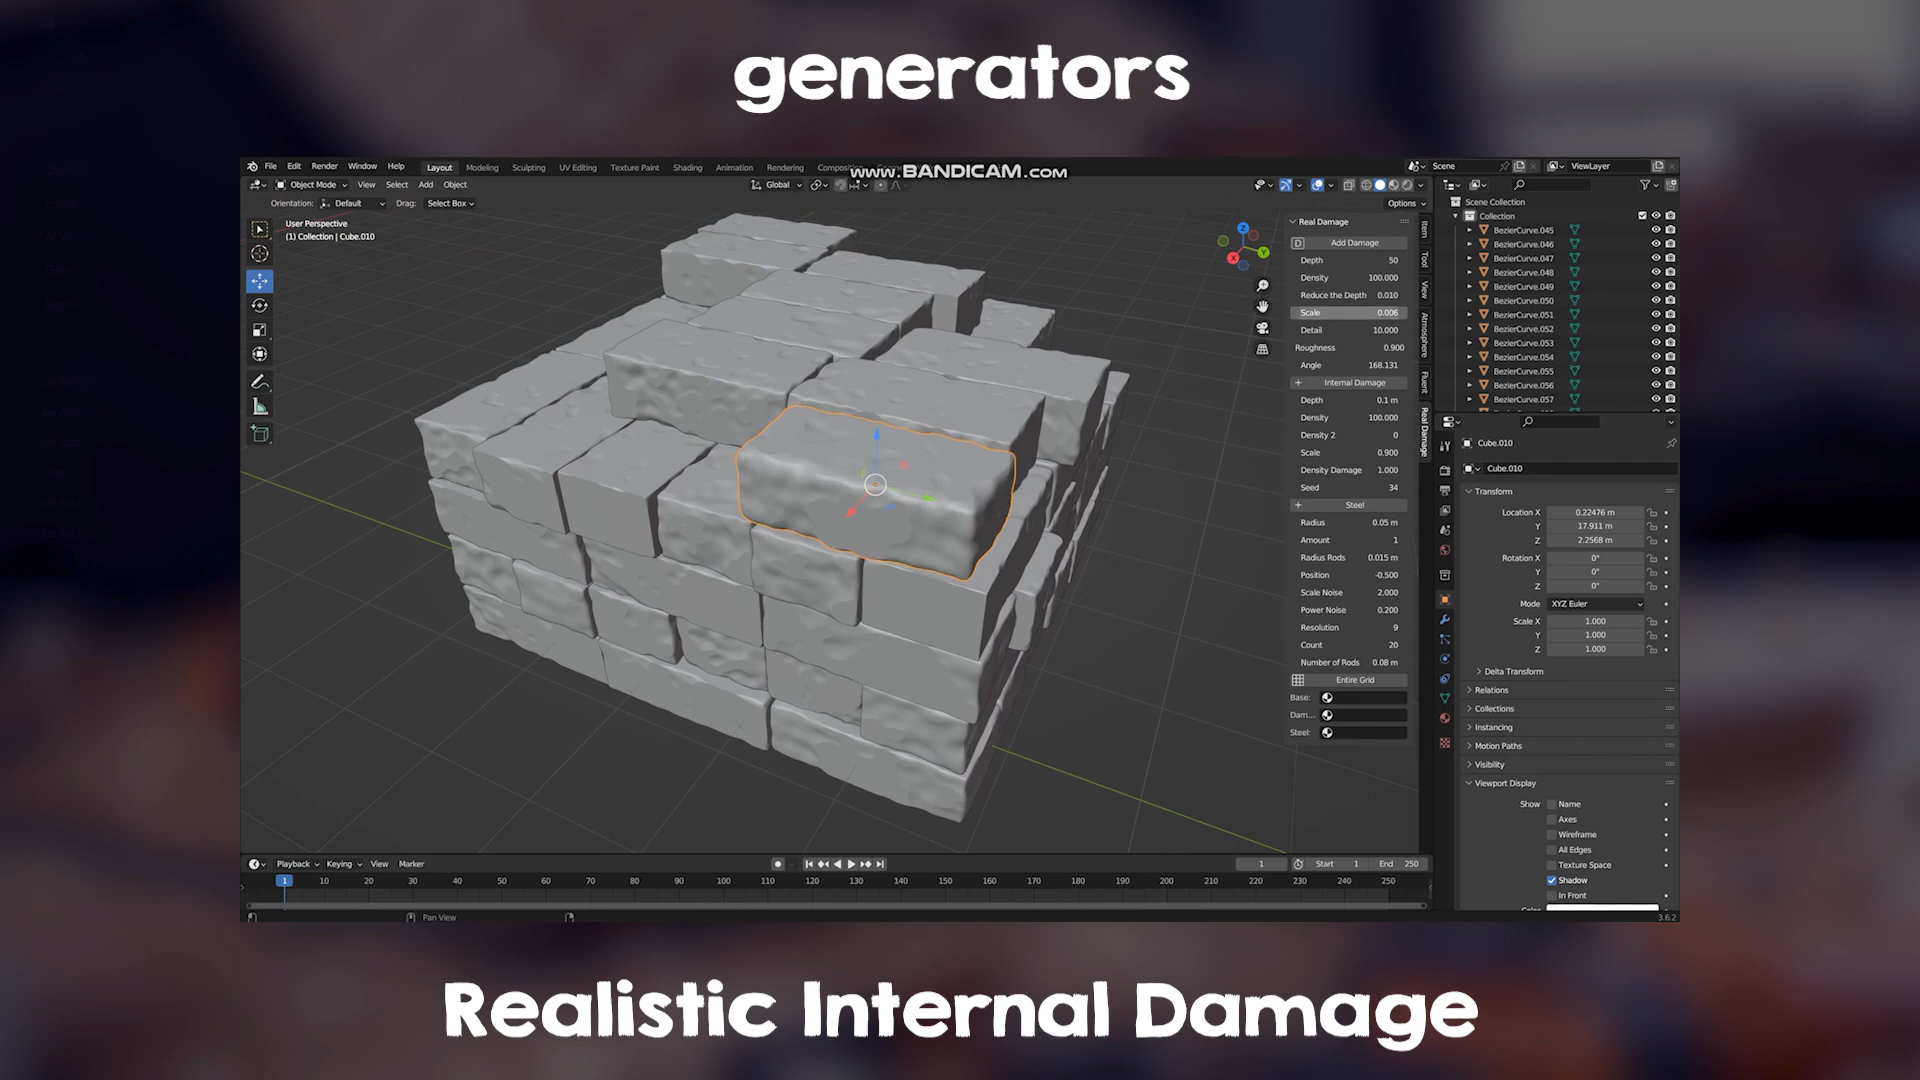 generators
File Edit Render Window Help Layout Modeling Sculpting UV Editing Texture Paint Shading Animation Rendering
www.BANDICAM.com
Scene ViewLayer
Object Mode View Select Add Object Global
Orientation: Default Drag: Select Box Options
User Perspective
(1) Collection | Cube.010
Real Damage
Add Damage
Depth 50
Density 100.000
Reduce the Depth 0.010
Scale 0.006
Detail 10.000
Roughness 0.900
Angle 168.131
Internal Damage
Depth 0.1 m
Density 100.000
Density 2 0
Scale 0.900
Density Damage 1.000
Seed 34
Steel
Radius 0.05 m
Amount 1
Radius Rods 0.015 m
Position -0.500
Scale Noise 2.000
Power Noise 0.200
Resolution 9
Count 20
Number of Rods 0.08 m
Entire Grid
Base:
Dam...
Steel:
Item
Tool
View
Atmosphere
Fluent
Real Damage
Scene Collection
Collection
BezierCurve.045
BezierCurve.046
BezierCurve.047
BezierCurve.048
BezierCurve.049
BezierCurve.050
BezierCurve.051
BezierCurve.052
BezierCurve.053
BezierCurve.054
BezierCurve.055
BezierCurve.056
BezierCurve.057
Cube.010
Cube.010
Transform
Location X 0.22476 m
Y 17.911 m
Z 2.2568 m
Rotation X 0°
Y 0°
Z 0°
Mode XYZ Euler
Scale X 1.000
Y 1.000
Z 1.000
Delta Transform
Relations
Collections
Instancing
Motion Paths
Visibility
Viewport Display
Show Name
Axes
Wireframe
All Edges
Texture Space
Shadow
In Front
Playback Keying View Marker 1 Start 1 End 250
1 10 20 30 40 50 60 70 80 90 100 110 120 130 140 150 160 170 180 190 200 210 220 230 240 250
Pan View
3.6.2
Realistic Internal Damage